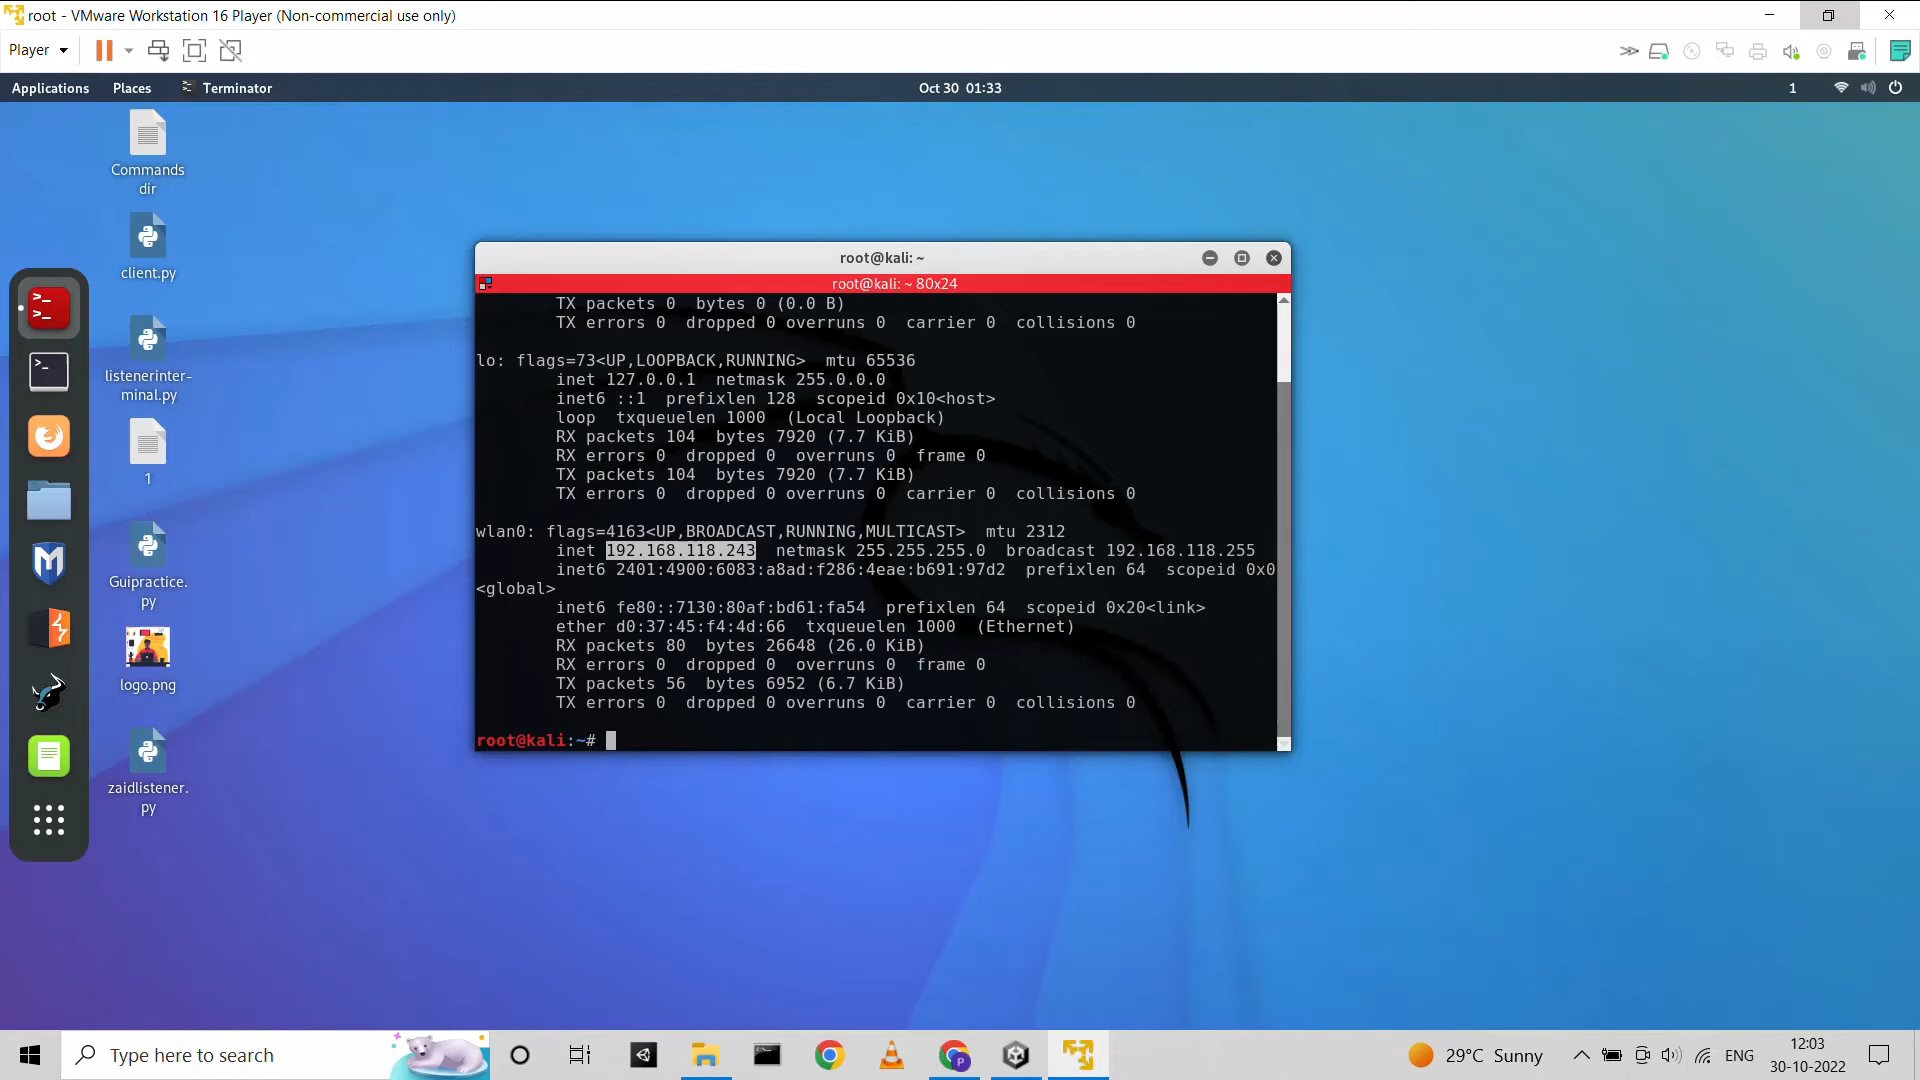 root - VMware Workstation 16 Player (Non-commercial use only)
Player
Applications Places Terminator Oct 30 01:33 1
Commands
dir
client.py
listenerinter-
minal.py
1
Guipractice.
py
logo.png
zaidlistener.
py
root@kali: ~
root@kali: ~ 80x24
TX packets 0  bytes 0 (0.0 B)
TX errors 0  dropped 0 overruns 0  carrier 0  collisions 0
lo: flags=73<UP,LOOPBACK,RUNNING>  mtu 65536
inet 127.0.0.1  netmask 255.0.0.0
inet6 ::1  prefixlen 128  scopeid 0x10<host>
loop  txqueuelen 1000  (Local Loopback)
RX packets 104  bytes 7920 (7.7 KiB)
RX errors 0  dropped 0  overruns 0  frame 0
TX packets 104  bytes 7920 (7.7 KiB)
TX errors 0  dropped 0 overruns 0  carrier 0  collisions 0
wlan0: flags=4163<UP,BROADCAST,RUNNING,MULTICAST>  mtu 2312
inet 192.168.118.243  netmask 255.255.255.0  broadcast 192.168.118.255
inet6 2401:4900:6083:a8ad:f286:4eae:b691:97d2  prefixlen 64  scopeid 0x0
<global>
inet6 fe80::7130:80af:bd61:fa54  prefixlen 64  scopeid 0x20<link>
ether d0:37:45:f4:4d:66  txqueuelen 1000  (Ethernet)
RX packets 80  bytes 26648 (26.0 KiB)
RX errors 0  dropped 0  overruns 0  frame 0
TX packets 56  bytes 6952 (6.7 KiB)
TX errors 0  dropped 0 overruns 0  carrier 0  collisions 0
root@kali:~#
Type here to search
29°C Sunny
ENG
12:03
30-10-2022